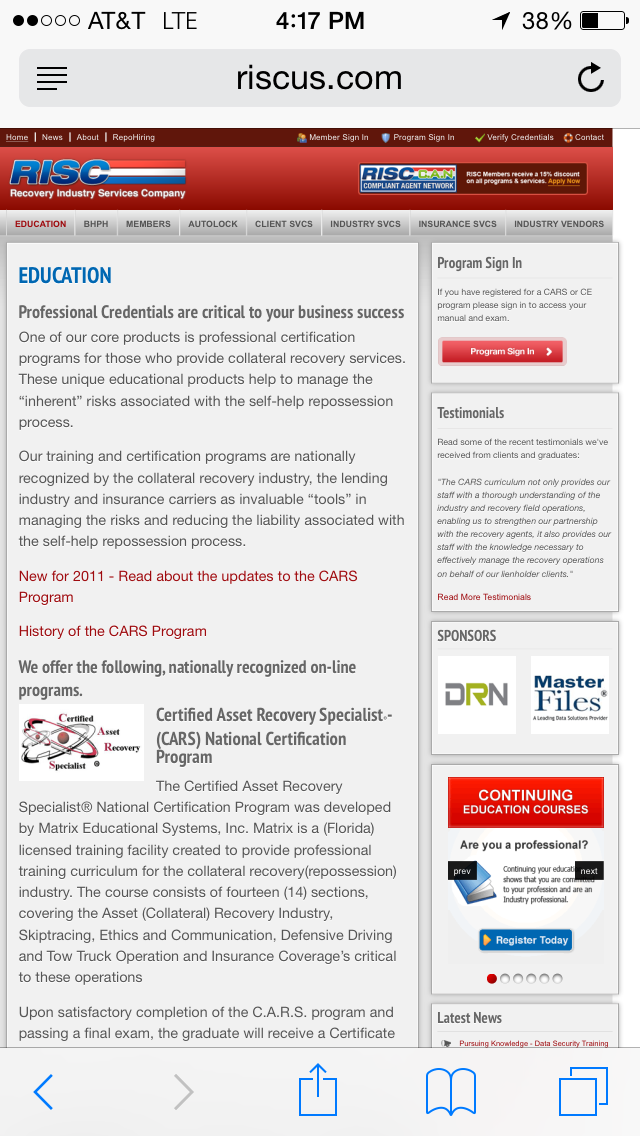 AT&T LTE 4:17 PM 38%
riscus.com
Home | News | About | RepoHiring Member Sign In Program Sign In Verify Credentials Contact
RISC
Recovery Industry Services Company
RISC CAN
COMPLIANT AGENT NETWORK
RISC Members receive a 15% discount
on all programs & services. Apply Now
EDUCATION BHPH MEMBERS AUTOLOCK CLIENT SVCS INDUSTRY SVCS INSURANCE SVCS INDUSTRY VENDORS
EDUCATION
Professional Credentials are critical to your business success
One of our core products is professional certification
programs for those who provide collateral recovery services.
These unique educational products help to manage the
“inherent” risks associated with the self-help repossession
process.
Our training and certification programs are nationally
recognized by the collateral recovery industry, the lending
industry and insurance carriers as invaluable “tools” in
managing the risks and reducing the liability associated with
the self-help repossession process.
New for 2011 - Read about the updates to the CARS
Program
History of the CARS Program
We offer the following, nationally recognized on-line
programs.
Certified
Asset
Recovery
Specialist ®
Certified Asset Recovery Specialist® -
(CARS) National Certification
Program
The Certified Asset Recovery
Specialist® National Certification Program was developed
by Matrix Educational Systems, Inc. Matrix is a (Florida)
licensed training facility created to provide professional
training curriculum for the collateral recovery(repossession)
industry. The course consists of fourteen (14) sections,
covering the Asset (Collateral) Recovery Industry,
Skiptracing, Ethics and Communication, Defensive Driving
and Tow Truck Operation and Insurance Coverage’s critical
to these operations
Upon satisfactory completion of the C.A.R.S. program and
passing a final exam, the graduate will receive a Certificate
Program Sign In
If you have registered for a CARS or CE
program please sign in to access your
manual and exam.
Program Sign In
Testimonials
Read some of the recent testimonials we've
received from clients and graduates:
"The CARS curriculum not only provides our
staff with a thorough understanding of the
industry and recovery field operations,
enabling us to strengthen our partnership
with the recovery agents, it also provides our
staff with the knowledge necessary to
effectively manage the recovery operations
on behalf of our lienholder clients."
Read More Testimonials
SPONSORS
DRN
Master
Files®
A Leading Data Solutions Provider
CONTINUING
EDUCATION COURSES
Are you a professional?
prev
next
Continuing your
shows that you are
to your profession and are an
Industry professional.
Register Today
Latest News
Pursuing Knowledge - Data Security Training